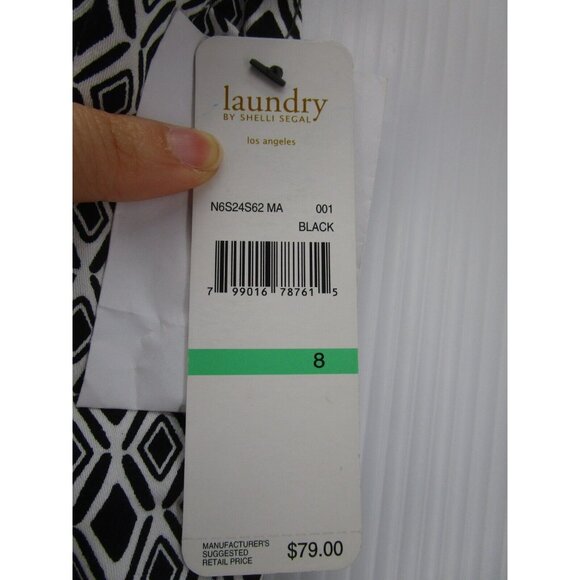 laundry
BY SHELLI SEGAL
los angeles
N6S24S62 MA 001
BLACK
7 99016 78761 5
8
MANUFACTURER'S
SUGGESTED
RETAIL PRICE
$79.00